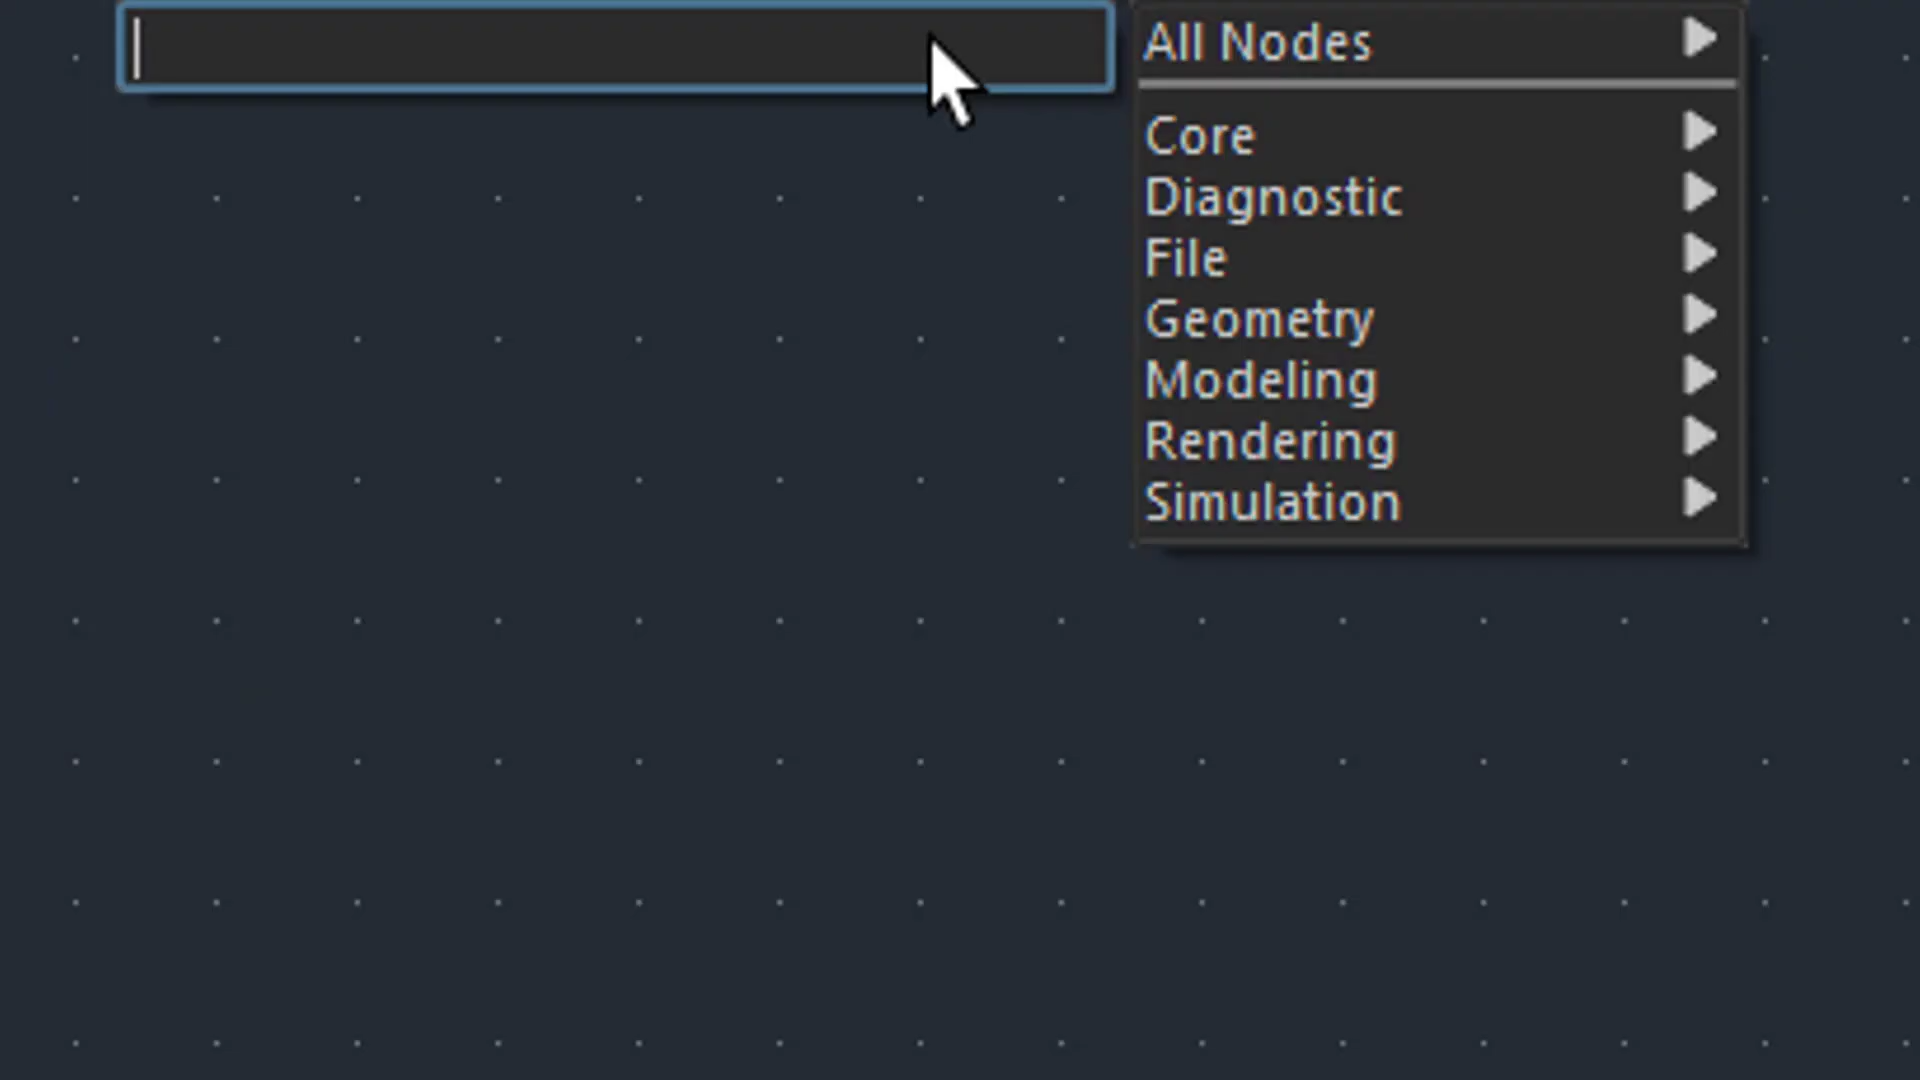 All Nodes
Core
Diagnostic
File
Geometry
Modeling
Rendering
Simulation